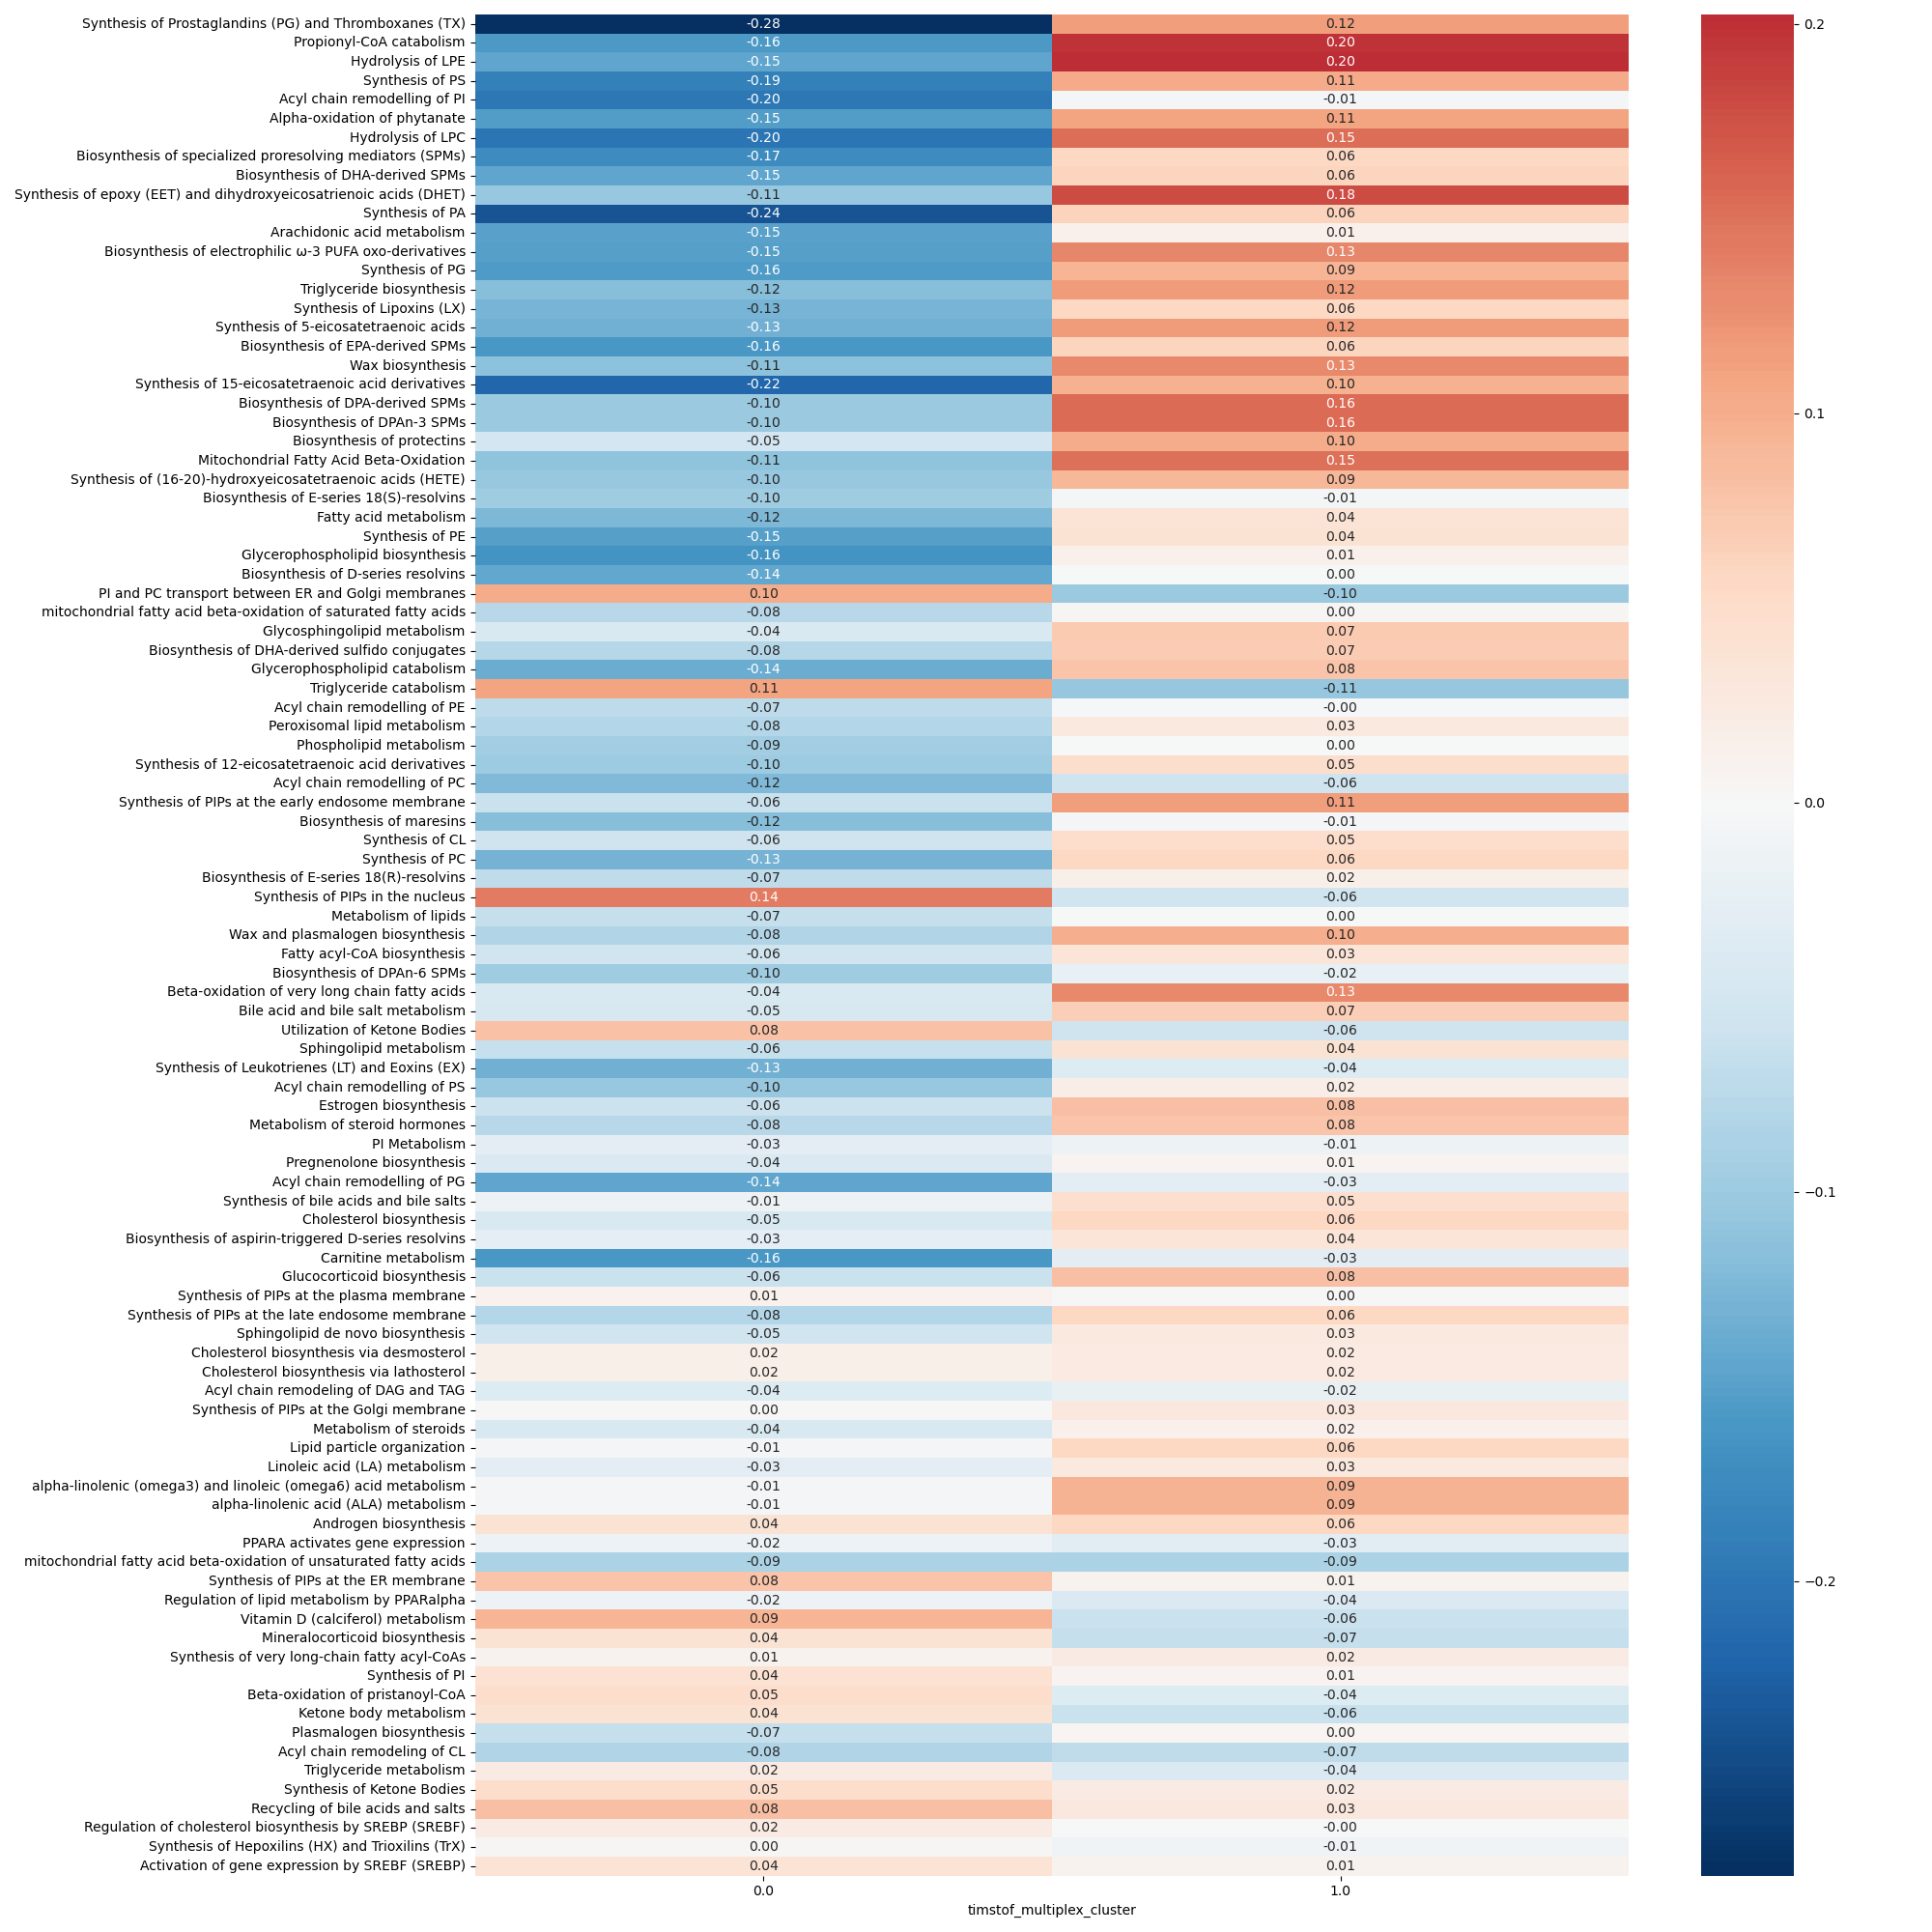 Synthesis of Prostaglandins (PG) and Thromboxanes (TX) -0.28 0.12
Propionyl-CoA catabolism -0.16 0.20
Hydrolysis of LPE -0.15 0.20
Synthesis of PS -0.19 0.11
Acyl chain remodelling of PI -0.20 -0.01
Alpha-oxidation of phytanate -0.15 0.11
Hydrolysis of LPC -0.20 0.15
Biosynthesis of specialized proresolving mediators (SPMs) -0.17 0.06
Biosynthesis of DHA-derived SPMs -0.15 0.06
Synthesis of epoxy (EET) and dihydroxyeicosatrienoic acids (DHET) -0.11 0.18
Synthesis of PA -0.24 0.06
Arachidonic acid metabolism -0.15 0.01
Biosynthesis of electrophilic ω-3 PUFA oxo-derivatives -0.15 0.13
Synthesis of PG -0.16 0.09
Triglyceride biosynthesis -0.12 0.12
Synthesis of Lipoxins (LX) -0.13 0.06
Synthesis of 5-eicosatetraenoic acids -0.13 0.12
Biosynthesis of EPA-derived SPMs -0.16 0.06
Wax biosynthesis -0.11 0.13
Synthesis of 15-eicosatetraenoic acid derivatives -0.22 0.10
Biosynthesis of DPA-derived SPMs -0.10 0.16
Biosynthesis of DPAn-3 SPMs -0.10 0.16
Biosynthesis of protectins -0.05 0.10
Mitochondrial Fatty Acid Beta-Oxidation -0.11 0.15
Synthesis of (16-20)-hydroxyeicosatetraenoic acids (HETE) -0.10 0.09
Biosynthesis of E-series 18(S)-resolvins -0.10 -0.01
Fatty acid metabolism -0.12 0.04
Synthesis of PE -0.15 0.04
Glycerophospholipid biosynthesis -0.16 0.01
Biosynthesis of D-series resolvins -0.14 0.00
PI and PC transport between ER and Golgi membranes 0.10 -0.10
mitochondrial fatty acid beta-oxidation of saturated fatty acids -0.08 0.00
Glycosphingolipid metabolism -0.04 0.07
Biosynthesis of DHA-derived sulfido conjugates -0.08 0.07
Glycerophospholipid catabolism -0.14 0.08
Triglyceride catabolism 0.11 -0.11
Acyl chain remodelling of PE -0.07 -0.00
Peroxisomal lipid metabolism -0.08 0.03
Phospholipid metabolism -0.09 0.00
Synthesis of 12-eicosatetraenoic acid derivatives -0.10 0.05
Acyl chain remodelling of PC -0.12 -0.06
Synthesis of PIPs at the early endosome membrane -0.06 0.11
Biosynthesis of maresins -0.12 -0.01
Synthesis of CL -0.06 0.05
Synthesis of PC -0.13 0.06
Biosynthesis of E-series 18(R)-resolvins -0.07 0.02
Synthesis of PIPs in the nucleus 0.14 -0.06
Metabolism of lipids -0.07 0.00
Wax and plasmalogen biosynthesis -0.08 0.10
Fatty acyl-CoA biosynthesis -0.06 0.03
Biosynthesis of DPAn-6 SPMs -0.10 -0.02
Beta-oxidation of very long chain fatty acids -0.04 0.13
Bile acid and bile salt metabolism -0.05 0.07
Utilization of Ketone Bodies 0.08 -0.06
Sphingolipid metabolism -0.06 0.04
Synthesis of Leukotrienes (LT) and Eoxins (EX) -0.13 -0.04
Acyl chain remodelling of PS -0.10 0.02
Estrogen biosynthesis -0.06 0.08
Metabolism of steroid hormones -0.08 0.08
PI Metabolism -0.03 -0.01
Pregnenolone biosynthesis -0.04 0.01
Acyl chain remodelling of PG -0.14 -0.03
Synthesis of bile acids and bile salts -0.01 0.05
Cholesterol biosynthesis -0.05 0.06
Biosynthesis of aspirin-triggered D-series resolvins -0.03 0.04
Carnitine metabolism -0.16 -0.03
Glucocorticoid biosynthesis -0.06 0.08
Synthesis of PIPs at the plasma membrane 0.01 0.00
Synthesis of PIPs at the late endosome membrane -0.08 0.06
Sphingolipid de novo biosynthesis -0.05 0.03
Cholesterol biosynthesis via desmosterol 0.02 0.02
Cholesterol biosynthesis via lathosterol 0.02 0.02
Acyl chain remodeling of DAG and TAG -0.04 -0.02
Synthesis of PIPs at the Golgi membrane 0.00 0.03
Metabolism of steroids -0.04 0.02
Lipid particle organization -0.01 0.06
Linoleic acid (LA) metabolism -0.03 0.03
alpha-linolenic (omega3) and linoleic (omega6) acid metabolism -0.01 0.09
alpha-linolenic acid (ALA) metabolism -0.01 0.09
Androgen biosynthesis 0.04 0.06
PPARA activates gene expression -0.02 -0.03
mitochondrial fatty acid beta-oxidation of unsaturated fatty acids -0.09 -0.09
Synthesis of PIPs at the ER membrane 0.08 0.01
Regulation of lipid metabolism by PPARalpha -0.02 -0.04
Vitamin D (calciferol) metabolism 0.09 -0.06
Mineralocorticoid biosynthesis 0.04 -0.07
Synthesis of very long-chain fatty acyl-CoAs 0.01 0.02
Synthesis of PI 0.04 0.01
Beta-oxidation of pristanoyl-CoA 0.05 -0.04
Ketone body metabolism 0.04 -0.06
Plasmalogen biosynthesis -0.07 0.00
Acyl chain remodeling of CL -0.08 -0.07
Triglyceride metabolism 0.02 -0.04
Synthesis of Ketone Bodies 0.05 0.02
Recycling of bile acids and salts 0.08 0.03
Regulation of cholesterol biosynthesis by SREBP (SREBF) 0.02 -0.00
Synthesis of Hepoxilins (HX) and Trioxilins (TrX) 0.00 -0.01
Activation of gene expression by SREBF (SREBP) 0.04 0.01
0.0 1.0
timstof_multiplex_cluster
0.2
0.1
0.0
−0.1
−0.2